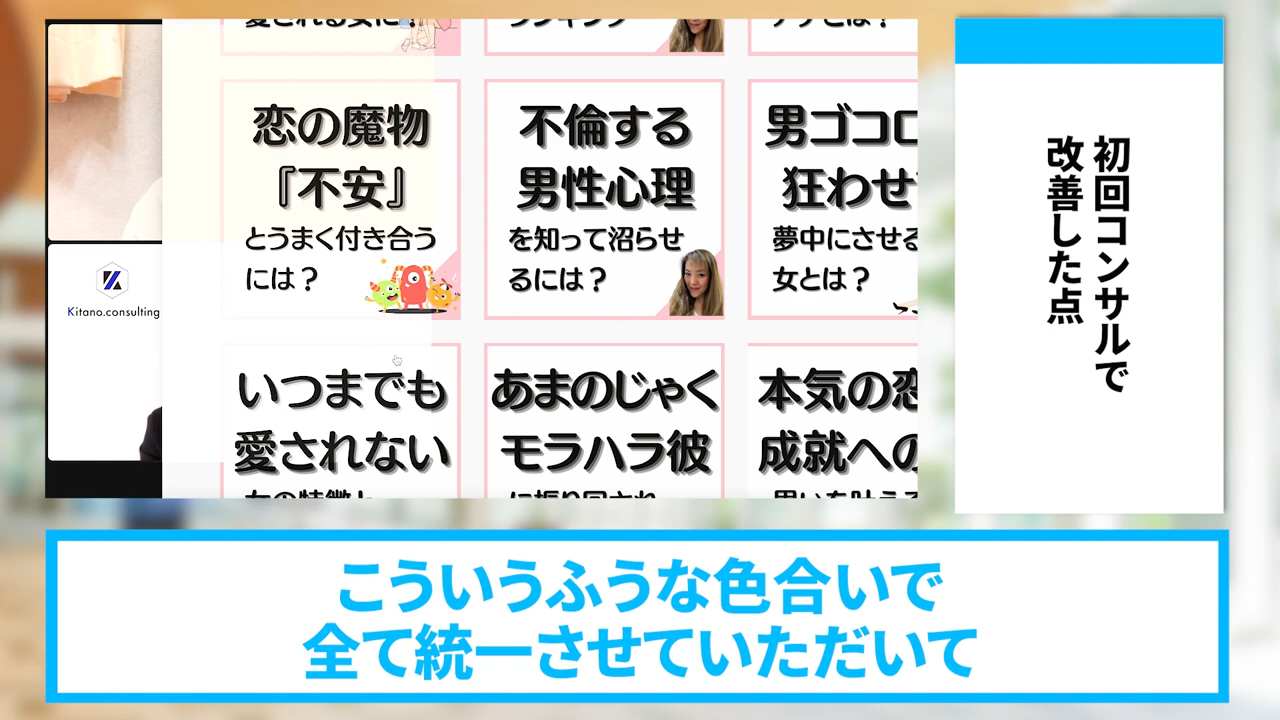 恋の魔物
『不安』
とうまく付き合う
には？
不倫する
男性心理
を知って沼らせ
るには？
男ゴコロ
狂わせ
夢中にさせる
女とは？
いつまでも
愛されない
あまのじゃく
モラハラ彼
本気の恋
成就への
Kitano.consulting
初回コンサルで
改善した点
こういうふうな色合いで
全て統一させていただいて